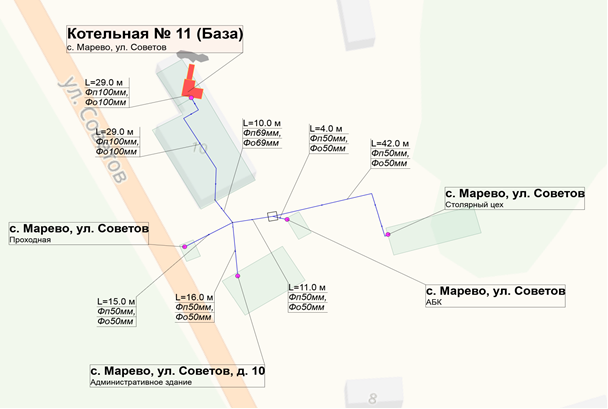 Котельная № 11 (База)
с. Марево, ул. Советов
L=29.0 м
Фп100мм,
Фо100мм
ул. Советов
L=29.0 м
Фп100мм,
Фо100мм
10
L=10.0 м
Фп69мм,
Фо69мм
L=4.0 м
Фп50мм,
Фо50мм
L=42.0 м
Фп50мм,
Фо50мм
с. Марево, ул. Советов
Столярный цех
с. Марево, ул. Советов
Проходная
L=15.0 м
Фп50мм,
Фо50мм
L=16.0 м
Фп50мм,
Фо50мм
L=11.0 м
Фп50мм,
Фо50мм
с. Марево, ул. Советов
АБК
с. Марево, ул. Советов, д. 10
Административное здание
8